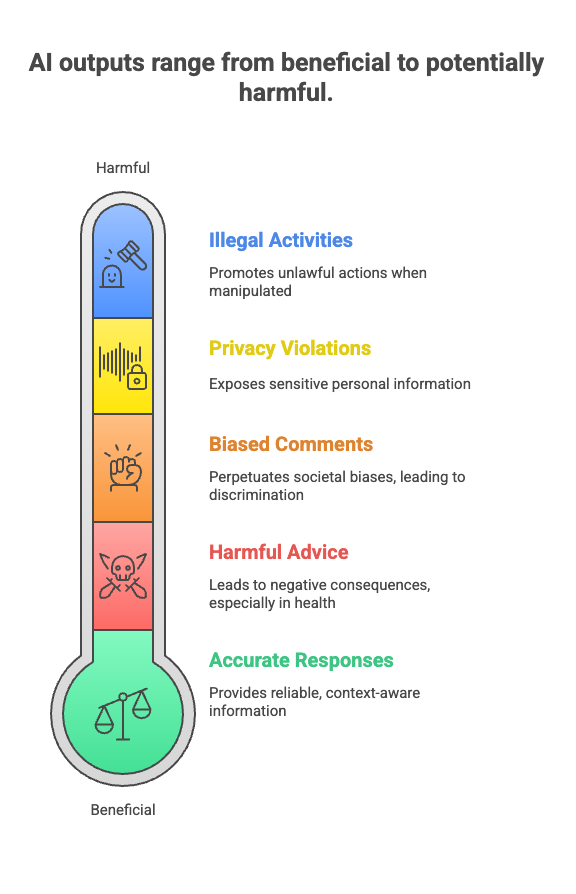 AI outputs range from beneficial to potentially
harmful.
Harmful
Illegal Activities
Promotes unlawful actions when
manipulated
Privacy Violations
Exposes sensitive personal information
Biased Comments
Perpetuates societal biases, leading to
discrimination
Harmful Advice
Leads to negative consequences,
especially in health
Accurate Responses
Provides reliable, context-aware
information
Beneficial